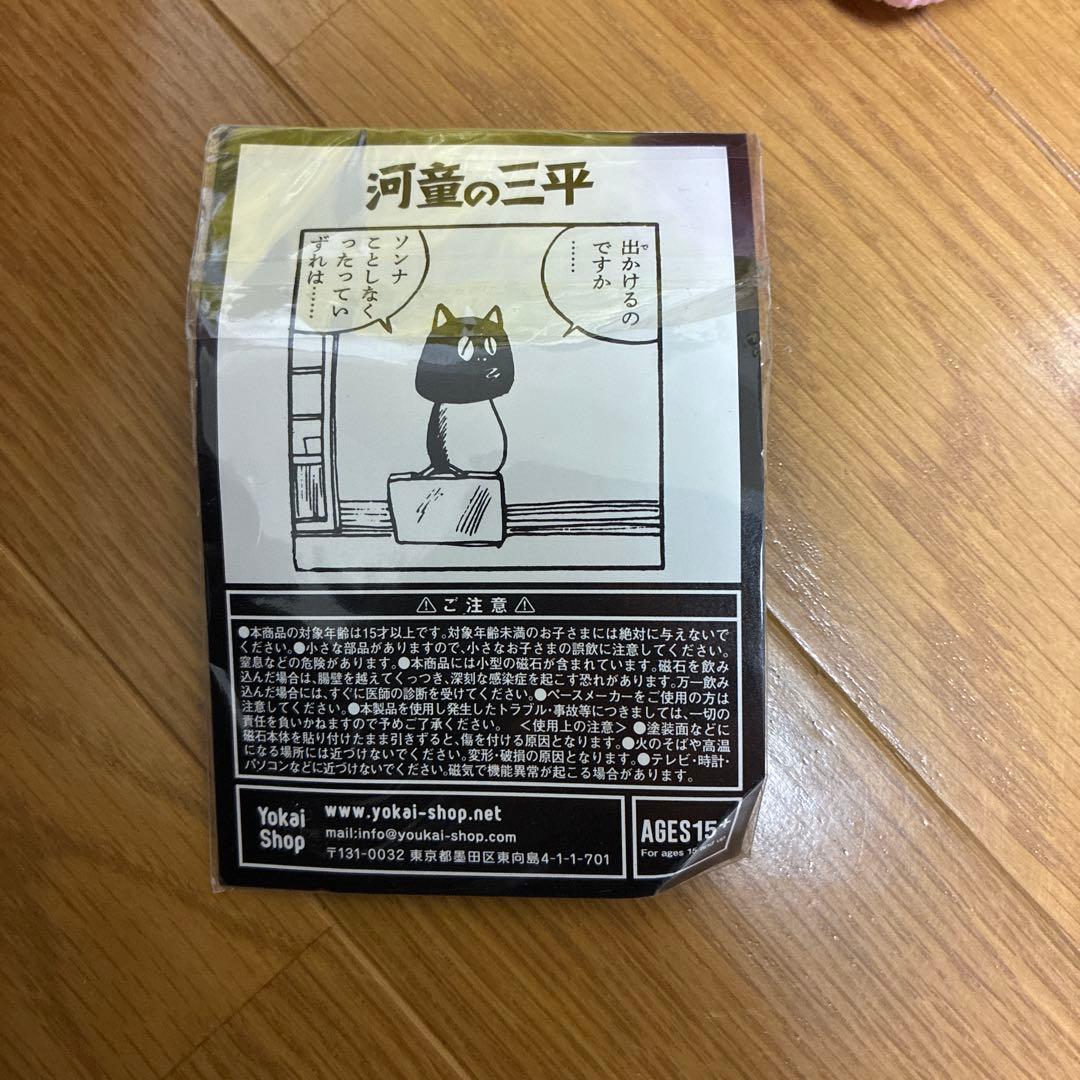 河童の三平
出かけるの
ですか
……
ソンナ
ことしなく
ったってい
ずれは……
⚠ご注意⚠
●本商品の対象年齢は15才以上です。対象年齢未満のお子さまには絶対に与えないで
ください。●小さな部品がありますので、小さなお子さまの誤飲に注意してください。
窒息などの危険があります。●本商品には小型の磁石が含まれています。磁石を飲み
込んだ場合は、腸壁を越えてくっつき、深刻な感染症を起こす恐れがあります。万一飲み
込んだ場合には、すぐに医師の診断を受けてください。●ペースメーカーをご使用の方は
注意してください。●本製品を使用し発生したトラブル・事故等につきましては、一切の
責任を負いかねますので予めご了承ください。 ＜使用上の注意＞ ●塗装面などに
磁石本体を貼り付けたまま引きずると、傷を付ける原因となります。●火のそばや高温
になる場所には近づけないでください。変形・破損の原因となります。●テレビ・時計・
パソコンなどに近づけないでください。磁気で機能異常が起こる場合があります。
Yokai
Shop
www.yokai-shop.net
mail:info@youkai-shop.com
〒131-0032 東京都墨田区東向島4-1-1-701
AGES15+
For ages 15 and up